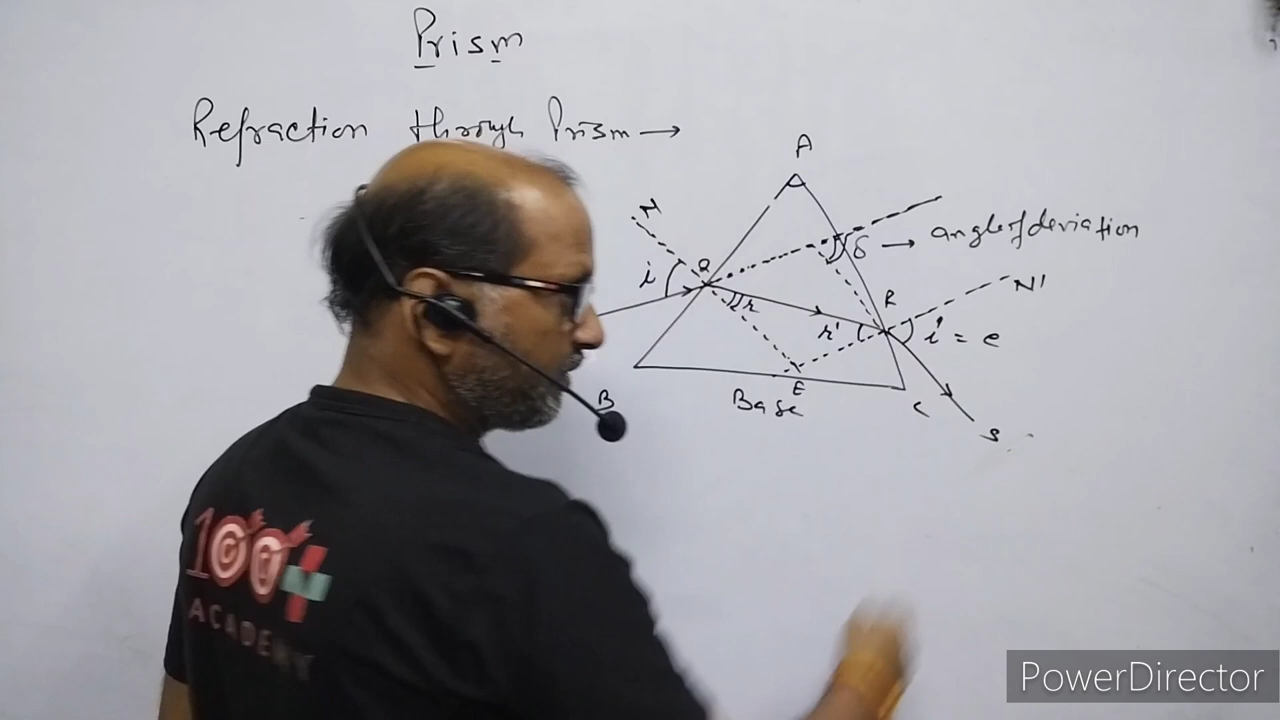 Prism
Refraction through Prism →
A
N
i
Q
r
δ → angle of deviation
N'
R
r'
i' = e
B
Base
E
C
S
100+
ACADEMY
PowerDirector